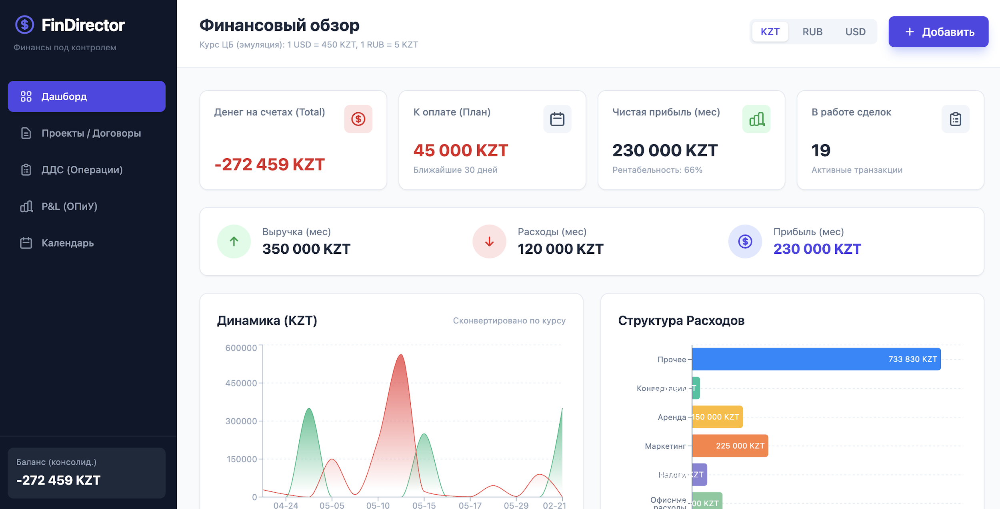 FinDirector
Финансы под контролем
Дашборд
Проекты / Договоры
ДДС (Операции)
P&L (ОПиУ)
Календарь
Баланс (консолид.)
-272 459 KZT
Финансовый обзор
Курс ЦБ (эмуляция): 1 USD = 450 KZT, 1 RUB = 5 KZT
KZT
RUB
USD
+ Добавить
Денег на счетах (Total)
-272 459 KZT
К оплате (План)
45 000 KZT
Ближайшие 30 дней
Чистая прибыль (мес)
230 000 KZT
Рентабельность: 66%
В работе сделок
19
Активные транзакции
Выручка (мес)
350 000 KZT
Расходы (мес)
120 000 KZT
Прибыль (мес)
230 000 KZT
Динамика (KZT)
Сконвертировано по курсу
600000
450000
300000
150000
0
04-24
05-05
05-10
05-15
05-17
05-29
02-21
Структура Расходов
Прочее
733 830 KZT
Конвертация
Аренда
150 000 KZT
Маркетинг
225 000 KZT
Налоги
KZT
Офисные
расходы
00 KZT